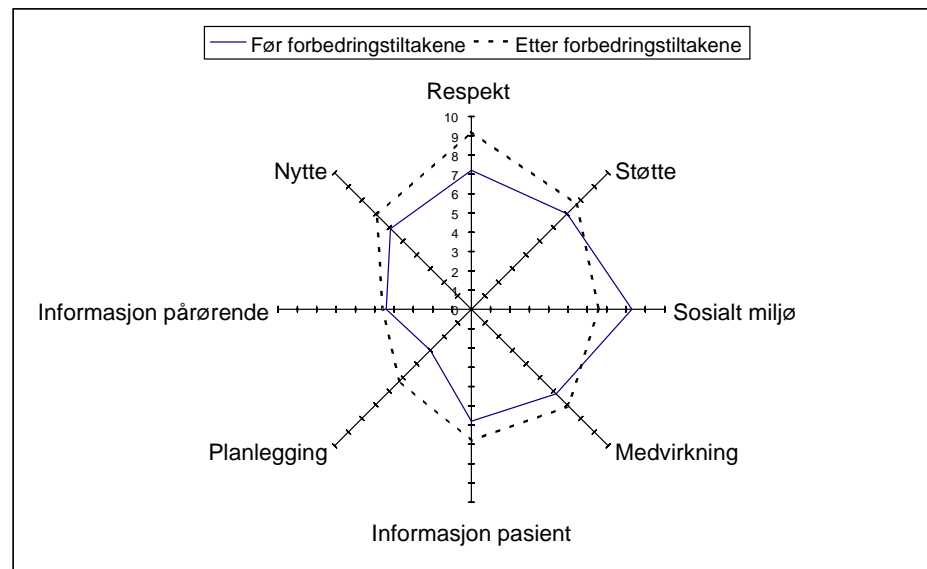 Før forbedringstiltakene Etter forbedringstiltakene
Respekt
10
9
8
7
6
5
4
3
2
1
0
Nytte Støtte
Informasjon pårørende Sosialt miljø
Planlegging Medvirkning
Informasjon pasient